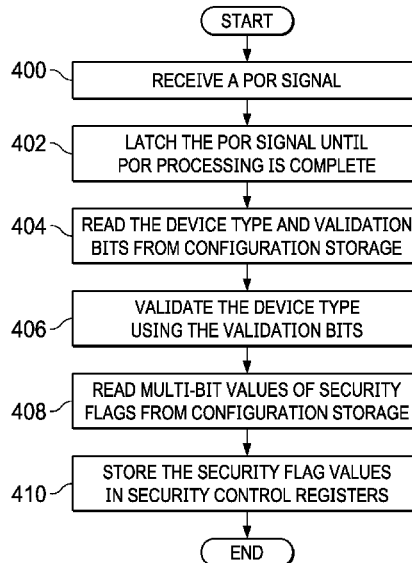 START
400
RECEIVE A POR SIGNAL
402
LATCH THE POR SIGNAL UNTIL
POR PROCESSING IS COMPLETE
404
READ THE DEVICE TYPE AND VALIDATION
BITS FROM CONFIGURATION STORAGE
406
VALIDATE THE DEVICE TYPE
USING THE VALIDATION BITS
408
READ MULTI-BIT VALUES OF SECURITY
FLAGS FROM CONFIGURATION STORAGE
410
STORE THE SECURITY FLAG VALUES
IN SECURITY CONTROL REGISTERS
END